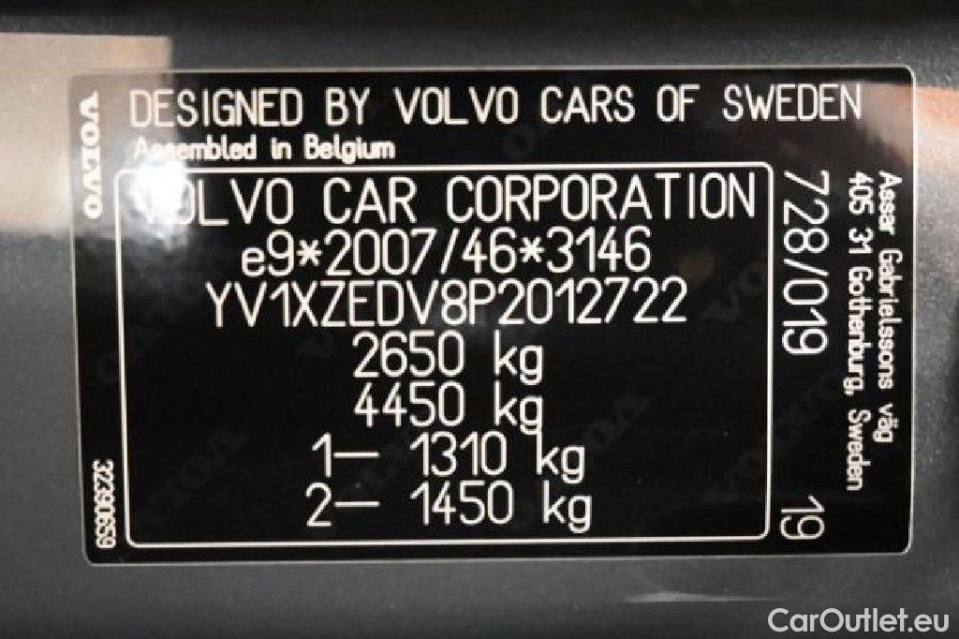 VOLVO
DESIGNED BY VOLVO CARS OF SWEDEN
Assembled in Belgium
VOLVO CAR CORPORATION
e9*2007/46*3146
YV1XZEDV8P2012722
2650 kg
4450 kg
1– 1310 kg
2– 1450 kg
728/019
19
Assar Gabrielssons väg
405 31 Gothenburg, Sweden
32390659
CarOutlet.eu